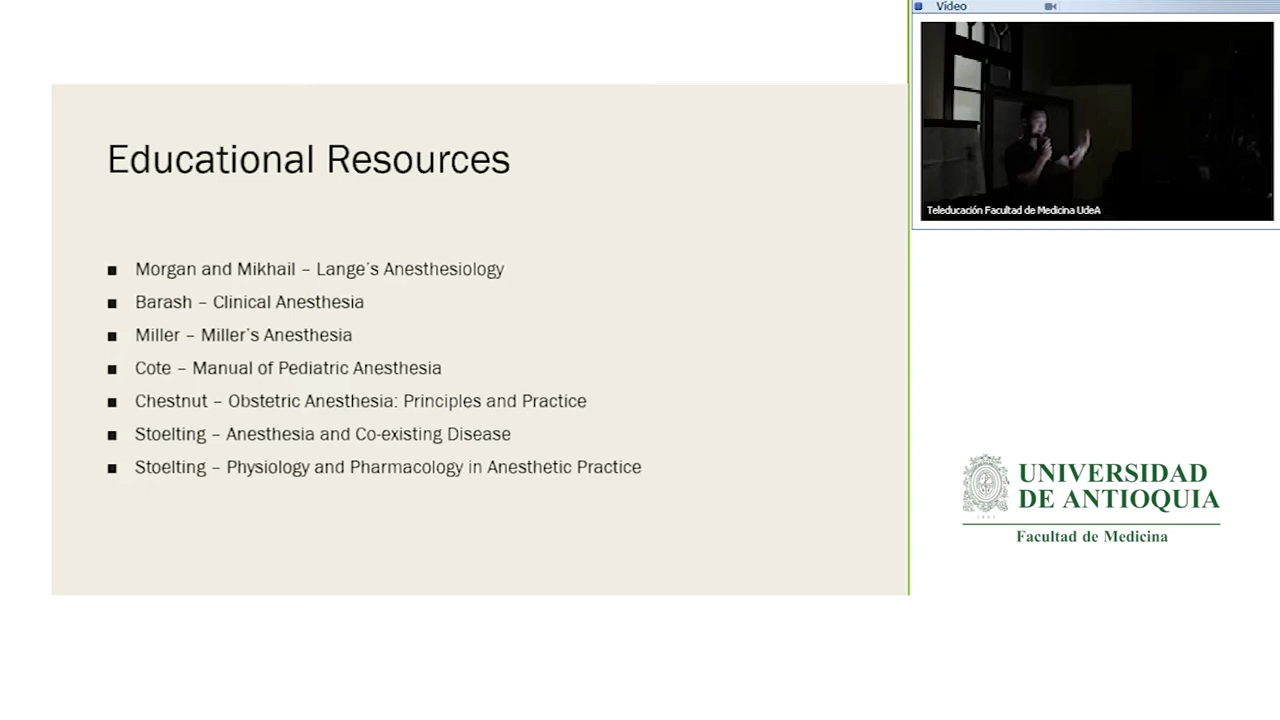 Vídeo
Teleducación Facultad de Medicina UdeA
Educational Resources
■ Morgan and Mikhail – Lange's Anesthesiology
■ Barash – Clinical Anesthesia
■ Miller – Miller's Anesthesia
■ Cote – Manual of Pediatric Anesthesia
■ Chestnut – Obstetric Anesthesia: Principles and Practice
■ Stoelting – Anesthesia and Co-existing Disease
■ Stoelting – Physiology and Pharmacology in Anesthetic Practice
UNIVERSIDAD
DE ANTIOQUIA
Facultad de Medicina